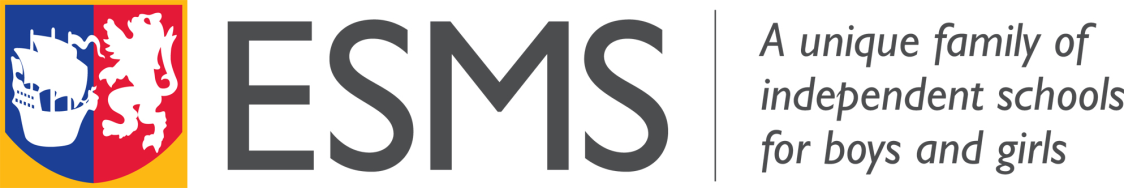 ESMS
A unique family of
independent schools
for boys and girls